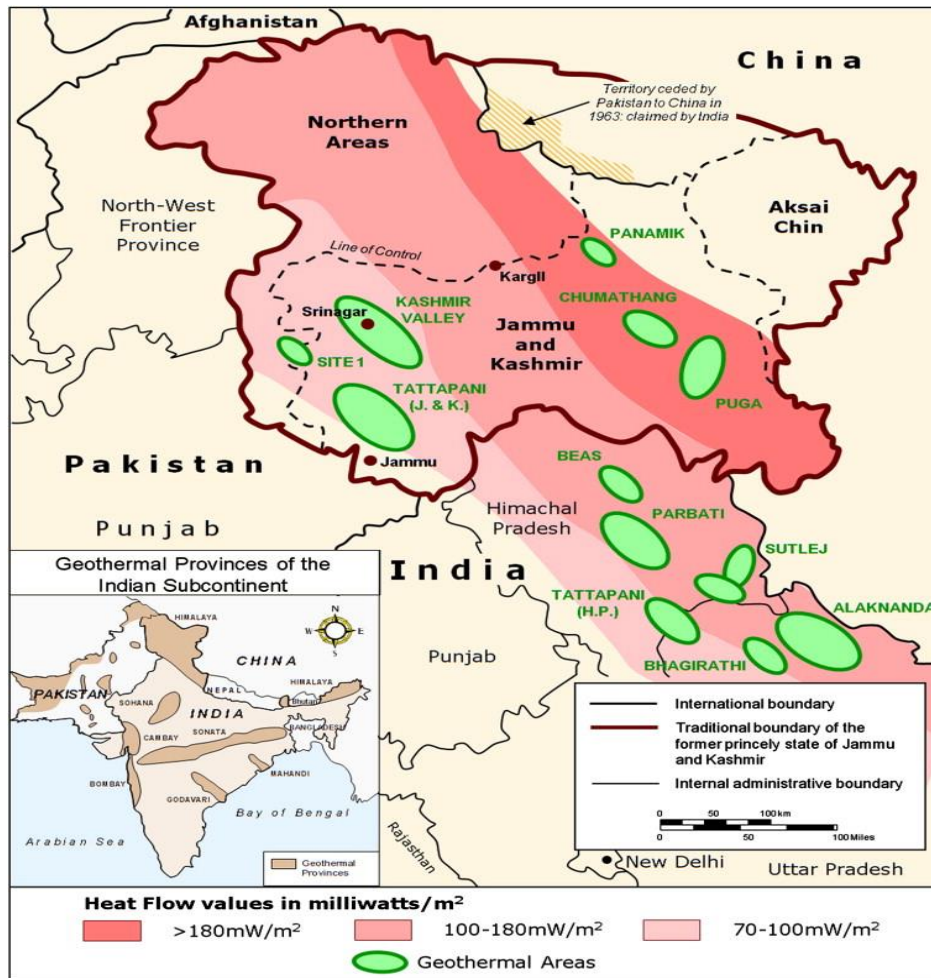 Afghanistan
China
Territory ceded by
Pakistan to China in
1963: claimed by India
Northern
Areas
North-West
Frontier
Province
Aksai
Chin
PANAMIK
Line of Control
KargIl
CHUMATHANG
KASHMIR
VALLEY
Srinagar
Jammu
and
Kashmir
SITE 1
TATTAPANI
(J. & K.)
PUGA
Pakistan
Jammu
BEAS
Himachal
Pradesh
PARBATI
Punjab
SUTLEJ
India
TATTAPANI
(H.P.)
ALAKNANDA
BHAGIRATHI
Punjab
Geothermal Provinces of the
Indian Subcontinent
HIMALAYA
N
W
E
S
CHINA
NEPAL
HIMALAYA
Bhutan
PAKISTAN
SOHANA
INDIA
BANGLADESH
CAMBAY
SONATA
BOMBAY
MAHANDI
GODAVARI
Bay of Bengal
Arabian Sea
Geothermal
Provinces
International boundary
Traditional boundary of the
former princely state of Jammu
and Kashmir
Internal administrative boundary
0 50 100km
0 50 100 Miles
Rajasthan
New Delhi
Uttar Pradesh
Heat Flow values in milliwatts/m²
>180mW/m²
100-180mW/m²
70-100mW/m²
Geothermal Areas